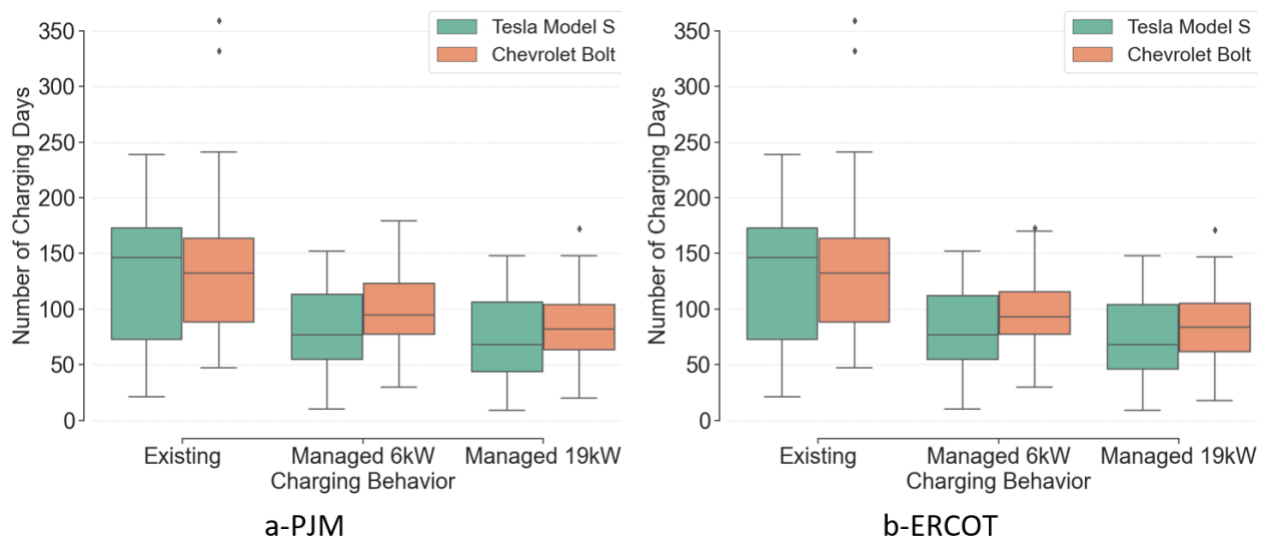 Tesla Model S
Chevrolet Bolt
350
300
250
200
150
100
50
0
Number of Charging Days
Existing
Managed 6kW
Managed 19kW
Charging Behavior
a-PJM
Tesla Model S
Chevrolet Bolt
350
300
250
200
150
100
50
0
Number of Charging Days
Existing
Managed 6kW
Managed 19kW
Charging Behavior
b-ERCOT